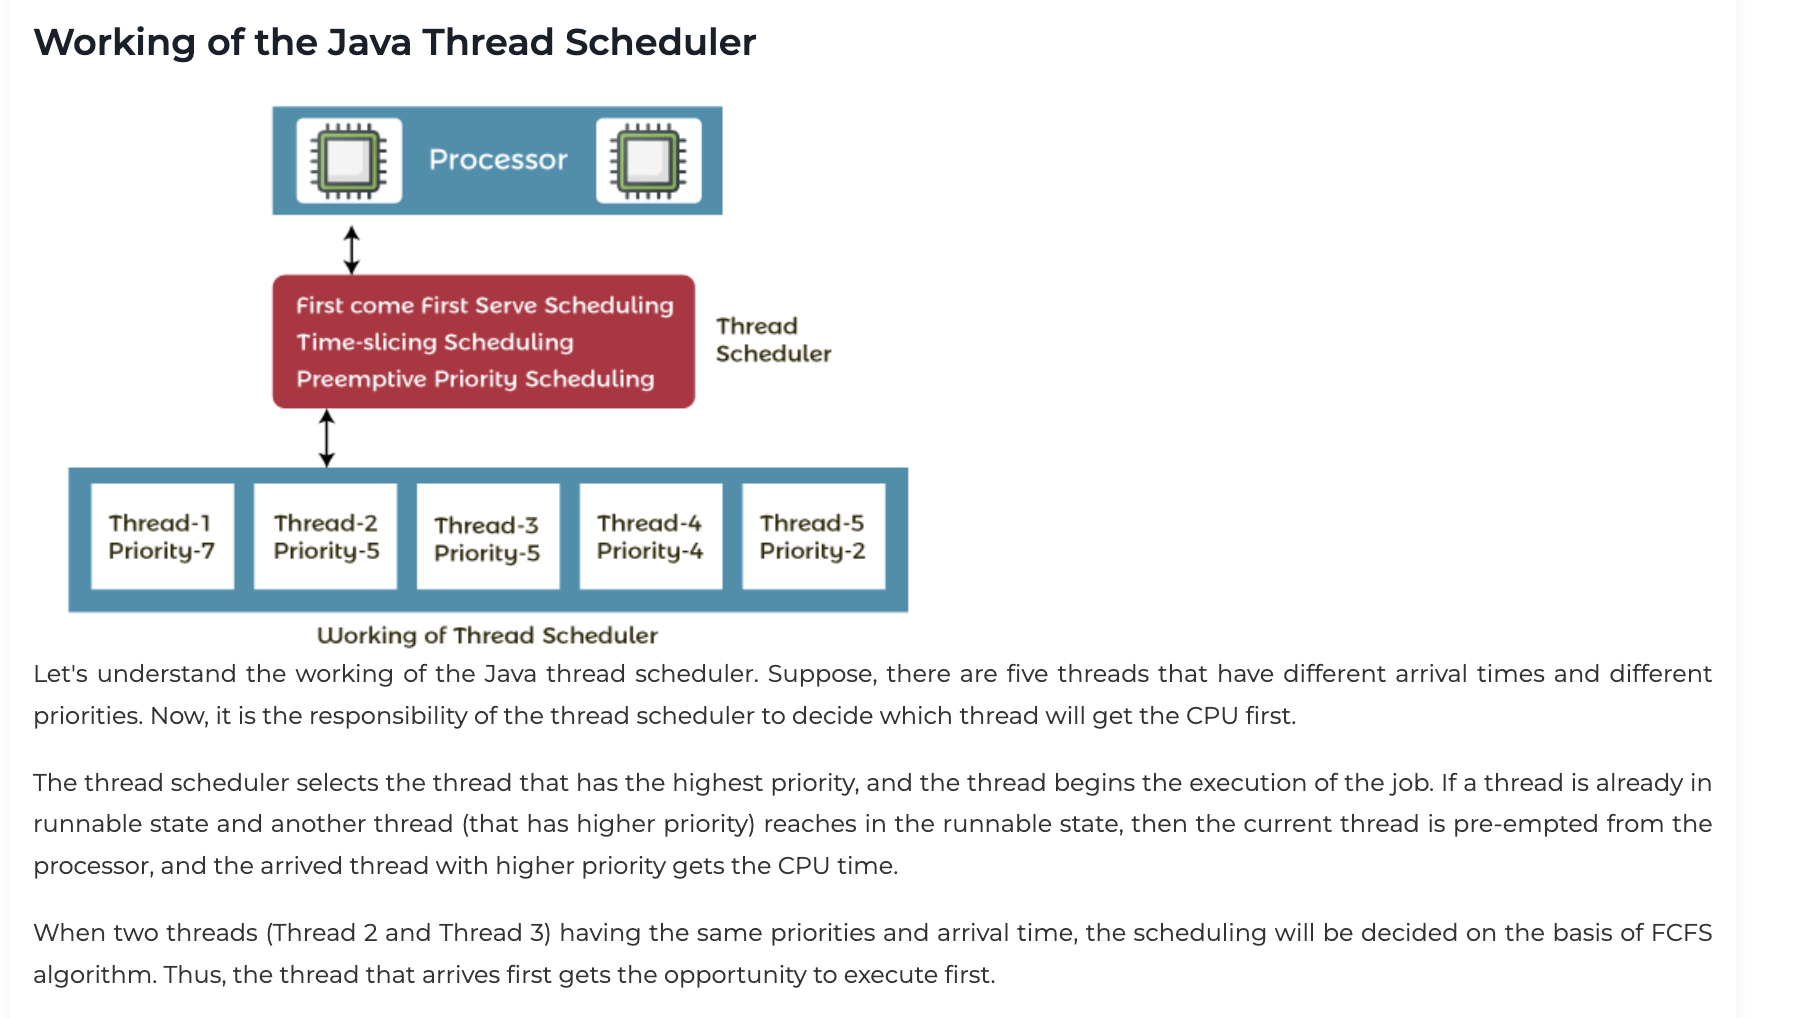 Working of the Java Thread Scheduler
Processor
First come First Serve Scheduling
Time-slicing Scheduling
Preemptive Priority Scheduling
Thread
Scheduler
Thread-1
Priority-7
Thread-2
Priority-5
Thread-3
Priority-5
Thread-4
Priority-4
Thread-5
Priority-2
Working of Thread Scheduler
Let's understand the working of the Java thread scheduler. Suppose, there are five threads that have different arrival times and different
priorities. Now, it is the responsibility of the thread scheduler to decide which thread will get the CPU first.
The thread scheduler selects the thread that has the highest priority, and the thread begins the execution of the job. If a thread is already in
runnable state and another thread (that has higher priority) reaches in the runnable state, then the current thread is pre-empted from the
processor, and the arrived thread with higher priority gets the CPU time.
When two threads (Thread 2 and Thread 3) having the same priorities and arrival time, the scheduling will be decided on the basis of FCFS
algorithm. Thus, the thread that arrives first gets the opportunity to execute first.